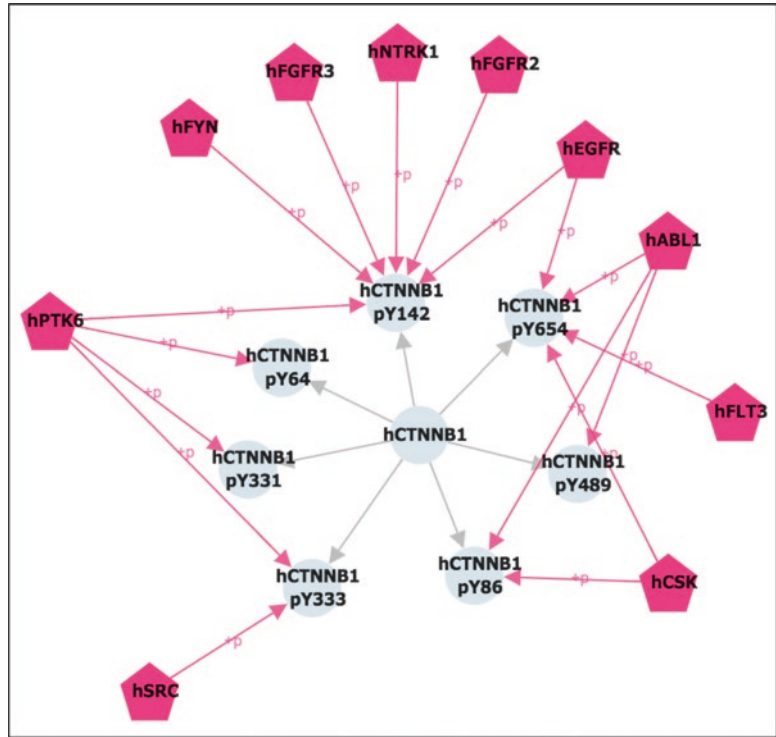 hNTRK1
hFGFR3
hFGFR2
hFYN
hEGFR
+p
+p
+p
+p
+p
+p
hABL1
+p
hCTNNB1
pY142
hCTNNB1
pY654
hPTK6
+p
+p
hCTNNB1
pY64
+p
+p
+p
+p
hFLT3
hCTNNB1
hCTNNB1
pY331
+p
+p
hCTNNB1
pY489
hCTNNB1
pY333
hCTNNB1
pY86
+p
hCSK
+p
hSRC